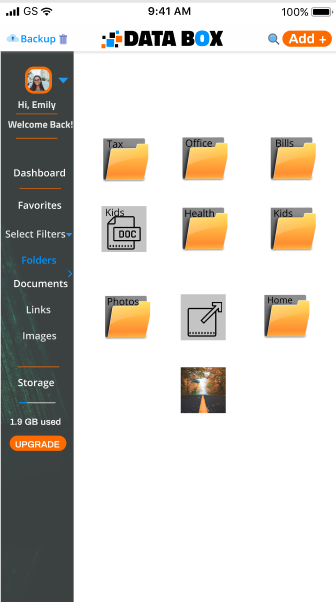 GS 9:41 AM 100%
Backup DATA BOX Add +
Hi, Emily
Welcome Back!
Dashboard
Favorites
Select Filters
Folders
Documents
Links
Images
Storage
1.9 GB used
UPGRADE
Tax Office Bills
Kids Health Kids
DOC
Photos Home